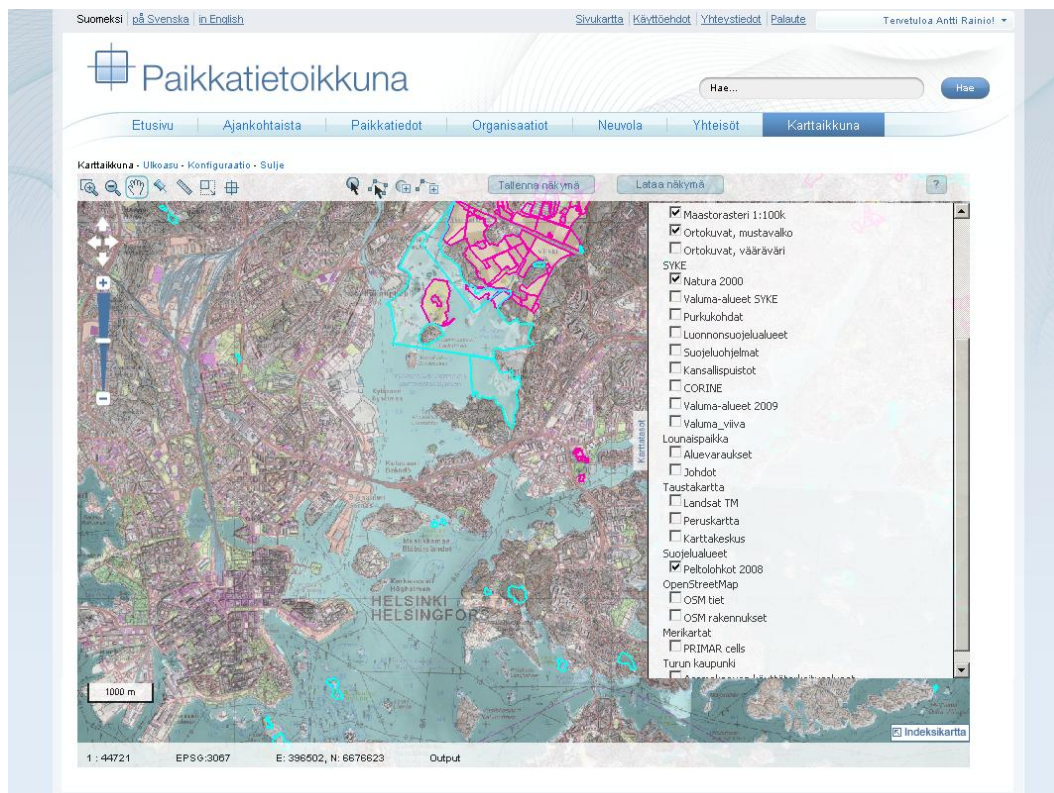 Suomeksi på Svenska in English Sivukartta Käyttöehdot Yhteystiedot Palaute Tervetuloa Antti Rainio!
Paikkatietoikkuna
Hae... Hae
Etusivu Ajankohtaista Paikkatiedot Organisaatiot Neuvola Yhteisöt Karttaikkuna
Karttaikkuna - Ulkoasu - Konfiguraatio - Sulje
Tallenna näkymä Lataa näkymä ?
Maastorasteri 1:100k
Ortokuvat, mustavalko
Ortokuvat, vääräväri
SYKE
Natura 2000
Valuma-alueet SYKE
Purkukohdat
Luonnonsuojelualueet
Suojeluohjelmat
Kansallispuistot
CORINE
Valuma-alueet 2009
Valuma_viiva
Karttatasot
Lounaispaikka
Aluevaraukset
Johdot
Taustakartta
Landsat TM
Peruskartta
Karttakeskus
Suojelualueet
Peltolohkot 2008
OpenStreetMap
OSM tiet
OSM rakennukset
Merikartat
PRIMAR cells
Turun kaupunki
HELSINKI
HELSINGFORS
1000 m
Indeksikartta
1 : 44721 EPSG:3067 E: 396502, N: 6676623 Output